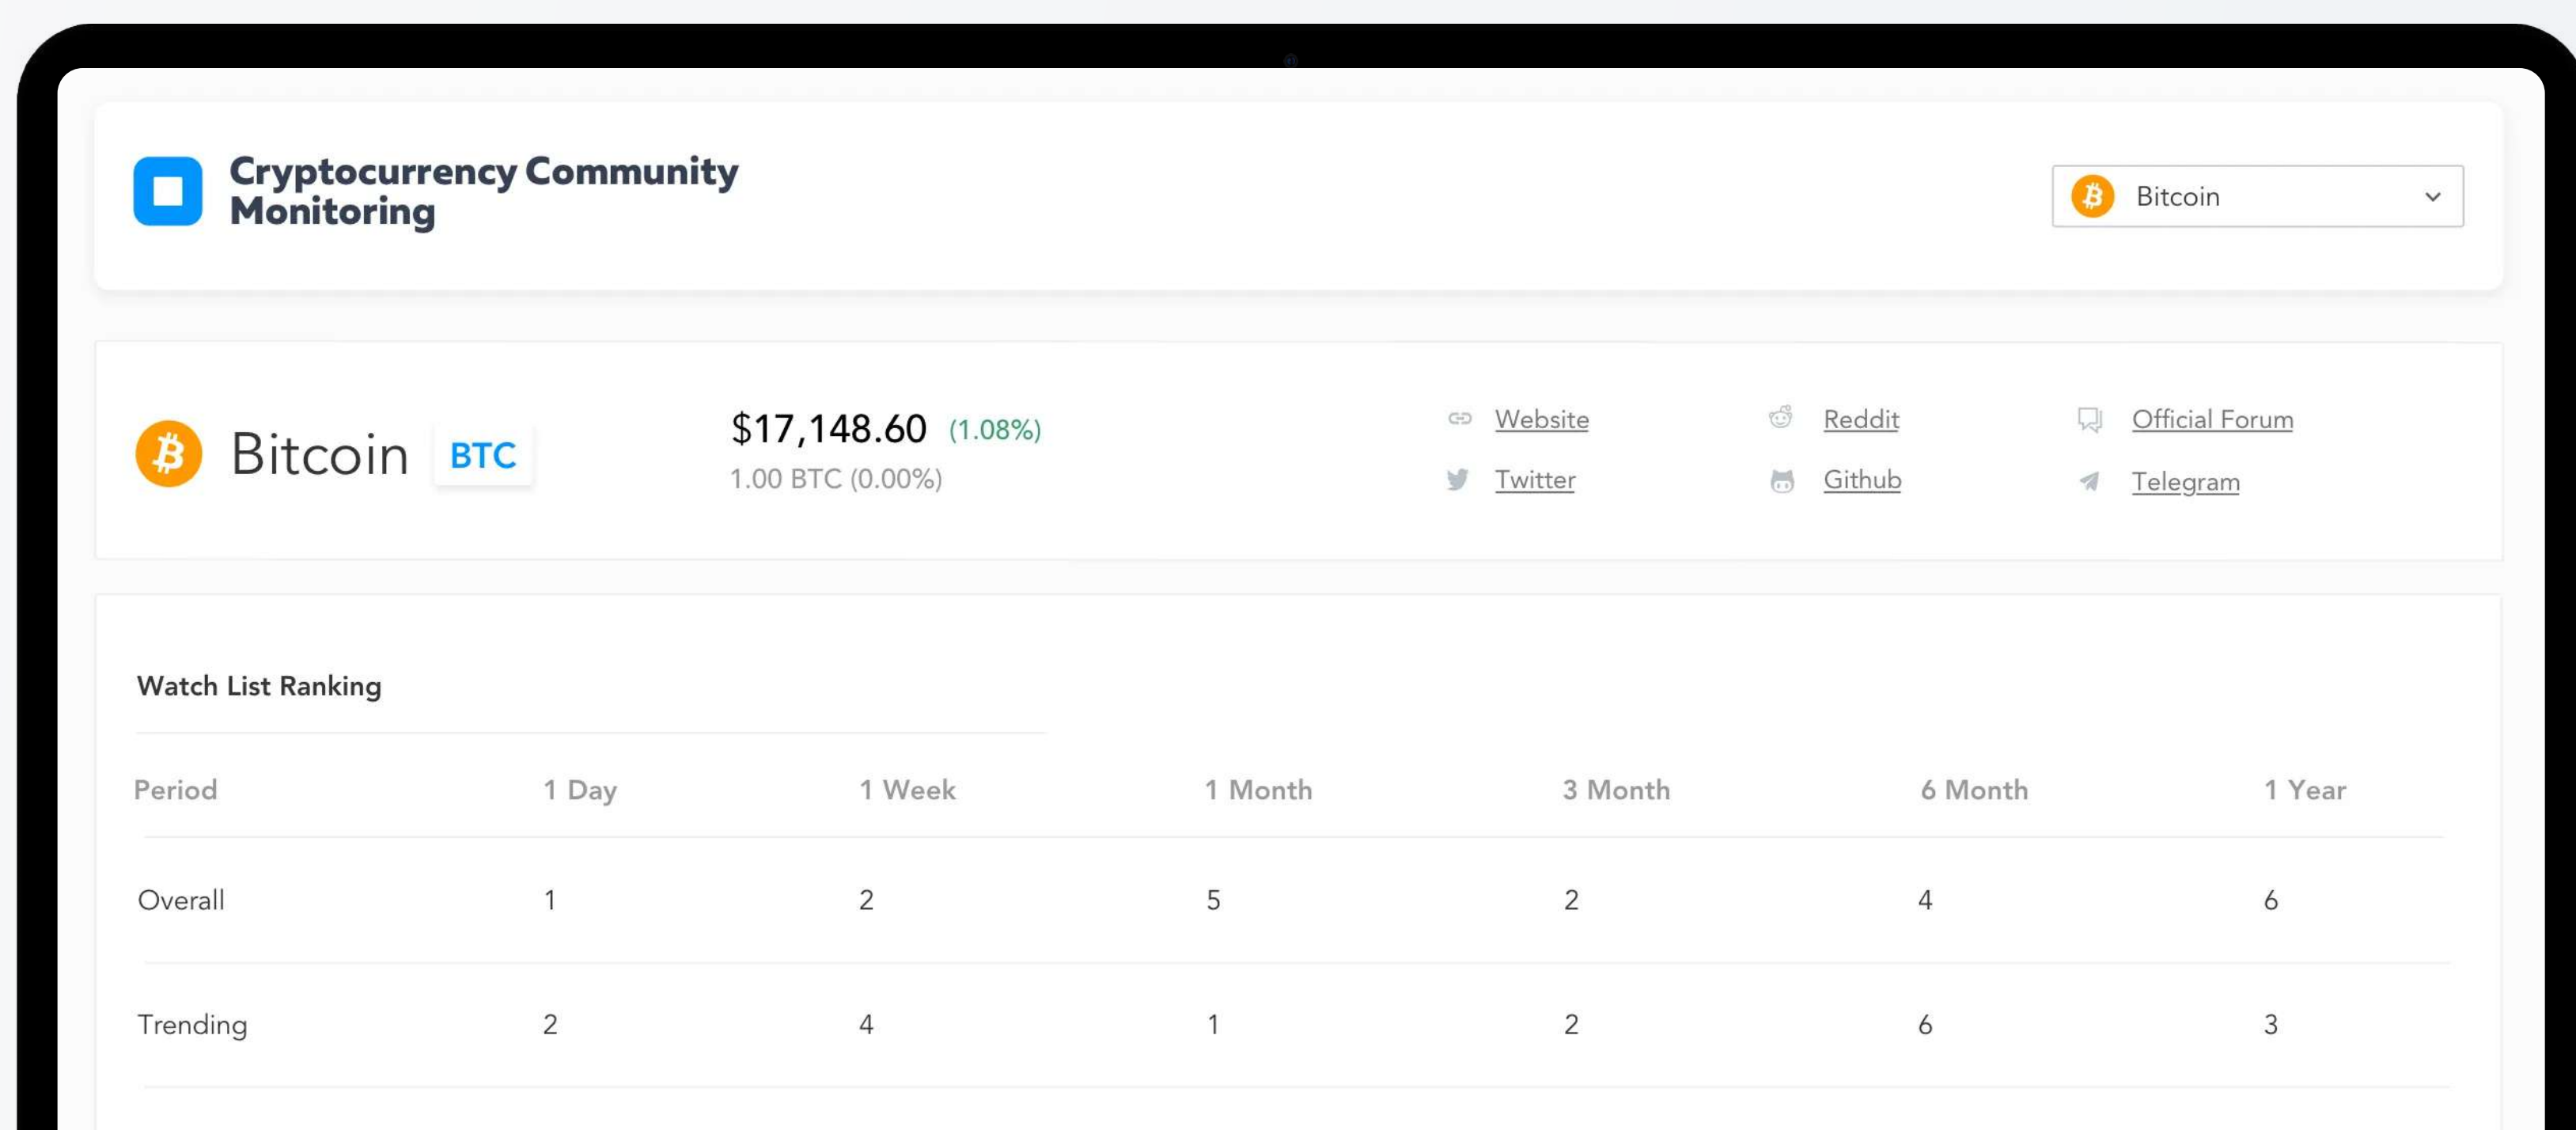 Cryptocurrency Community
Monitoring
Bitcoin
Bitcoin BTC
$17,148.60 (1.08%)
1.00 BTC (0.00%)
Website Reddit Official Forum
Twitter Github Telegram
Watch List Ranking
Period 1 Day 1 Week 1 Month 3 Month 6 Month 1 Year
Overall 1 2 5 2 4 6
Trending 2 4 1 2 6 3